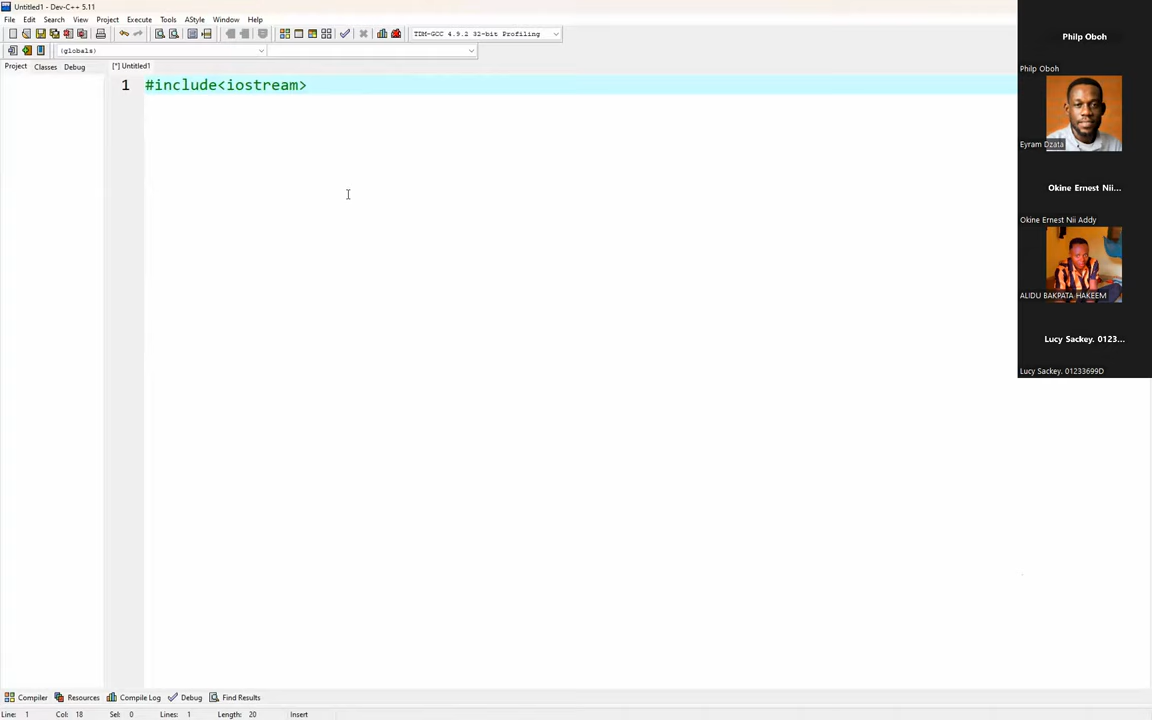 Untitled1 - Dev-C++ 5.11
File Edit Search View Project Execute Tools AStyle Window Help
TDM-GCC 4.9.2 32-bit Profiling
(globals)
Project Classes Debug
[*] Untitled1
1 #include<iostream>
Philp Oboh
Philp Oboh
Eyram Dzata
Okine Ernest Nii...
Okine Ernest Nii Addy
ALIDU BAKPATA HAKEEM
Lucy Sackey. 0123...
Lucy Sackey. 01233699D
Compiler Resources Compile Log Debug Find Results
Line: 1 Col: 18 Sel: 0 Lines: 1 Length: 20 Insert